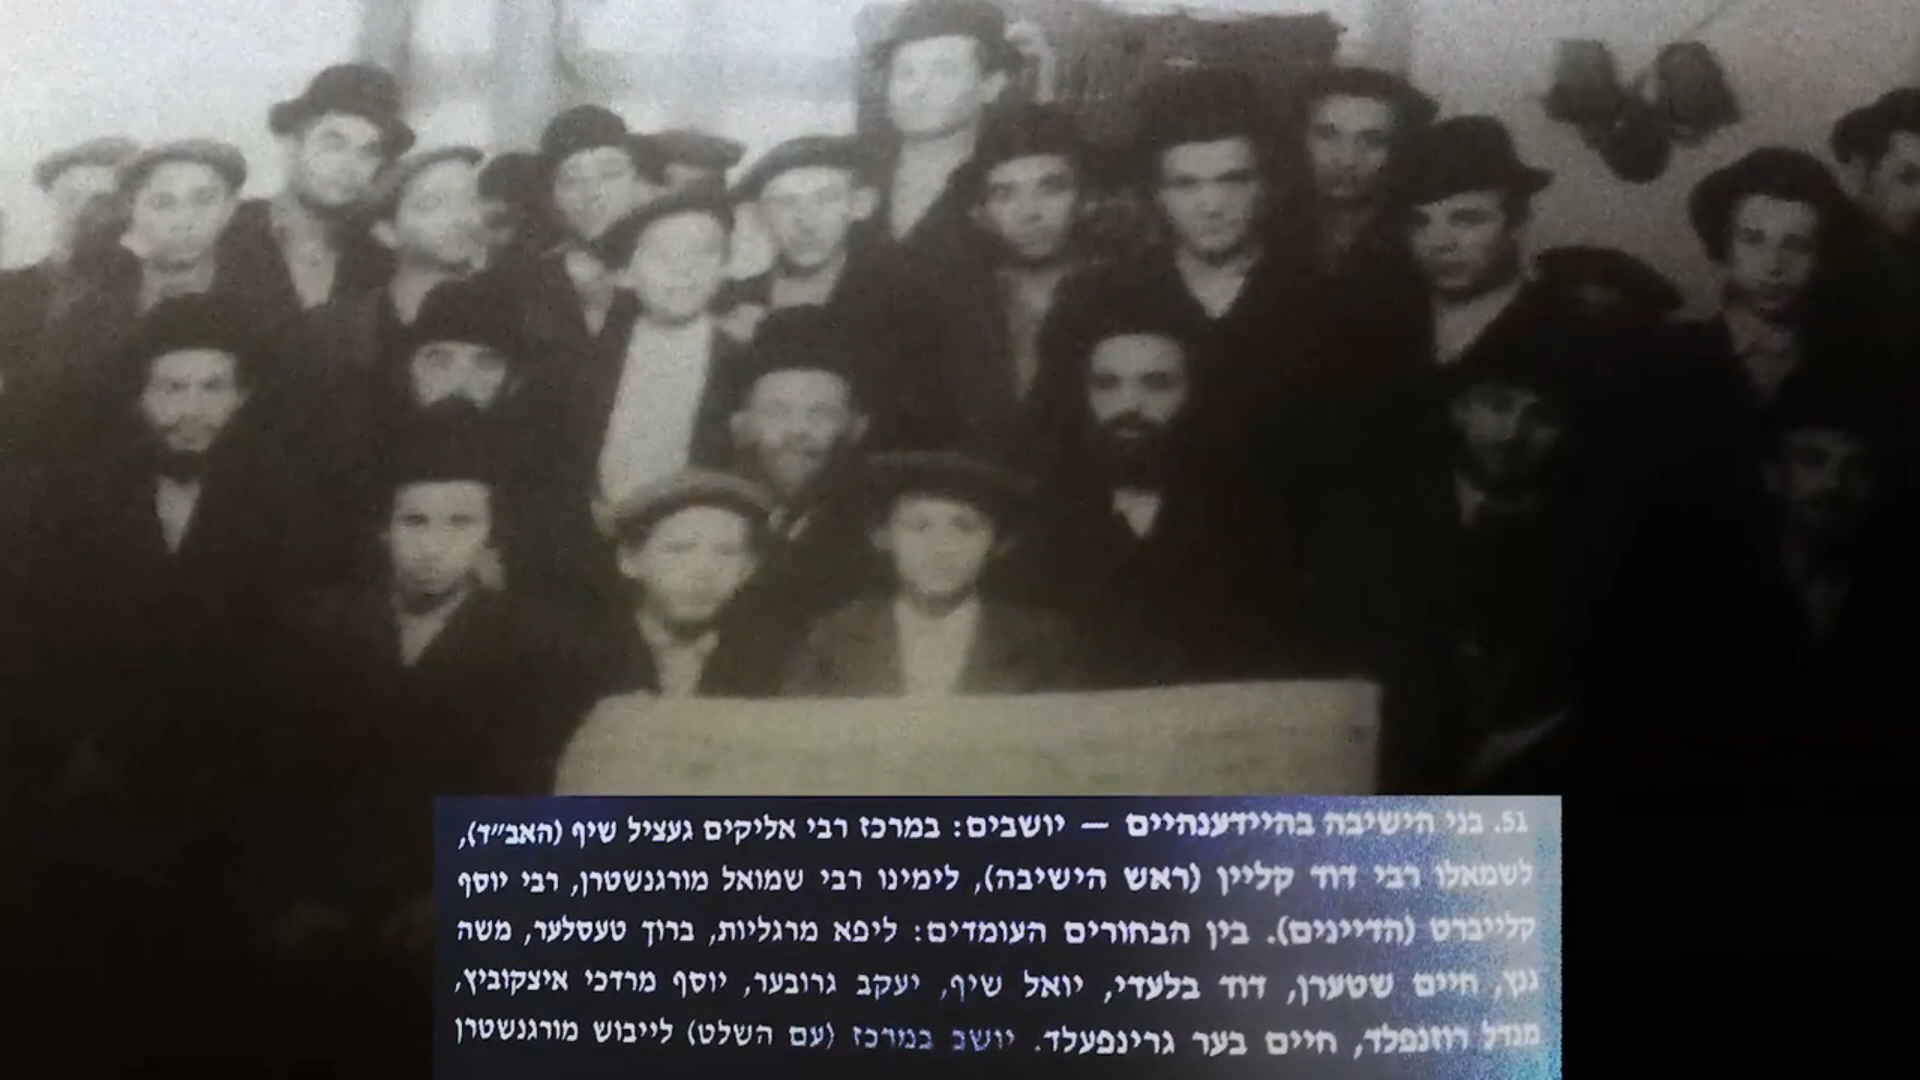 51. בני הישיבה בהיידענהיים — יושבים: במרכז רבי אליקים געציל שיף (האב״ד),
לשמאלו רבי דוד קליין (ראש הישיבה), לימינו רבי שמואל מורגנשטרן, רבי יוסף
קלייברט (הדיינים). בין הבחורים העומדים: ליפא מרגליות, ברוך טעסלער, משה
גנץ, חיים שטערן, דוד בלעדי, יואל שיף, יעקב גרובער, יוסף מרדכי איצקוביץ,
מנדל רוזנפלד, חיים בער גרינפעלד. יושב במרכז (עם השלט) לייבוש מורגנשטרן